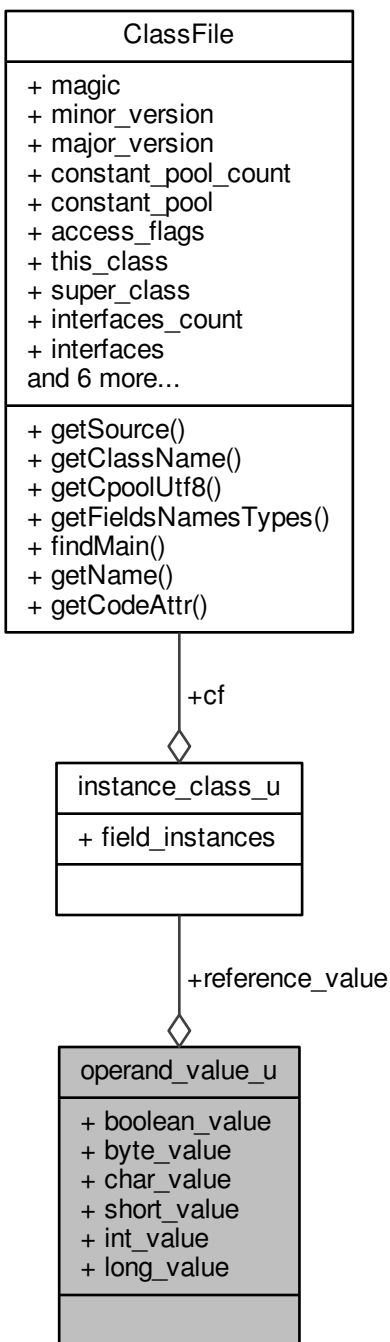 ClassFile
+ magic
+ minor_version
+ major_version
+ constant_pool_count
+ constant_pool
+ access_flags
+ this_class
+ super_class
+ interfaces_count
+ interfaces
and 6 more...
+ getSource()
+ getClassName()
+ getCpoolUtf8()
+ getFieldsNamesTypes()
+ findMain()
+ getName()
+ getCodeAttr()
+cf
instance_class_u
+ field_instances
+reference_value
operand_value_u
+ boolean_value
+ byte_value
+ char_value
+ short_value
+ int_value
+ long_value